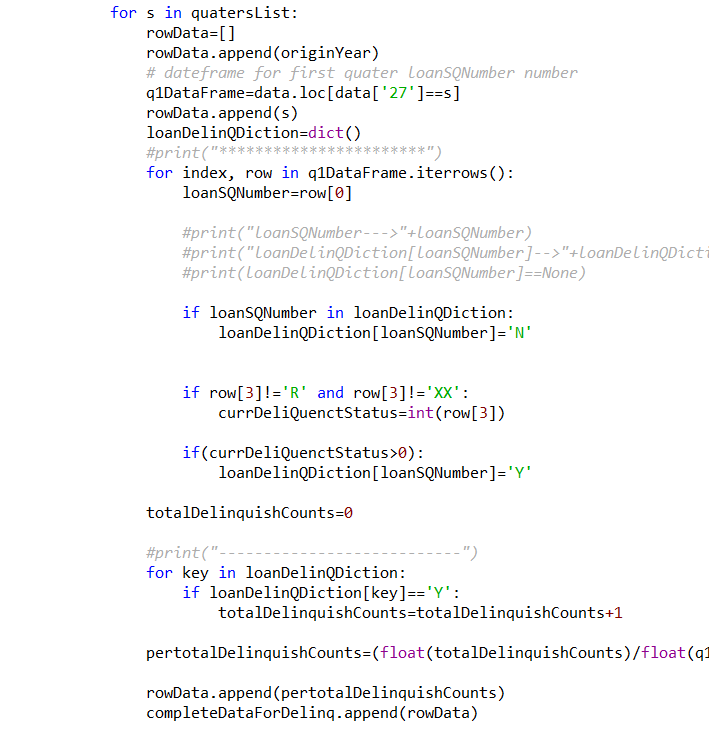 for s in quatersList:
rowData=[]
rowData.append(originYear)
# dateframe for first quater loanSQNumber number
q1DataFrame=data.loc[data['27']==s]
rowData.append(s)
loanDelinQDiction=dict()
#print("***********************")
for index, row in q1DataFrame.iterrows():
loanSQNumber=row[0]
#print("loanSQNumber--->"+loanSQNumber)
#print("loanDelinQDiction[loanSQNumber]-->"+loanDelinQDicti
#print(loanDelinQDiction[loanSQNumber]==None)
if loanSQNumber in loanDelinQDiction:
loanDelinQDiction[loanSQNumber]='N'
if row[3]!='R' and row[3]!='XX':
currDeliQuenctStatus=int(row[3])
if(currDeliQuenctStatus>0):
loanDelinQDiction[loanSQNumber]='Y'
totalDelinquishCounts=0
#print("---------------------------")
for key in loanDelinQDiction:
if loanDelinQDiction[key]=='Y':
totalDelinquishCounts=totalDelinquishCounts+1
pertotalDelinquishCounts=(float(totalDelinquishCounts)/float(q1
rowData.append(pertotalDelinquishCounts)
completeDataForDelinq.append(rowData)